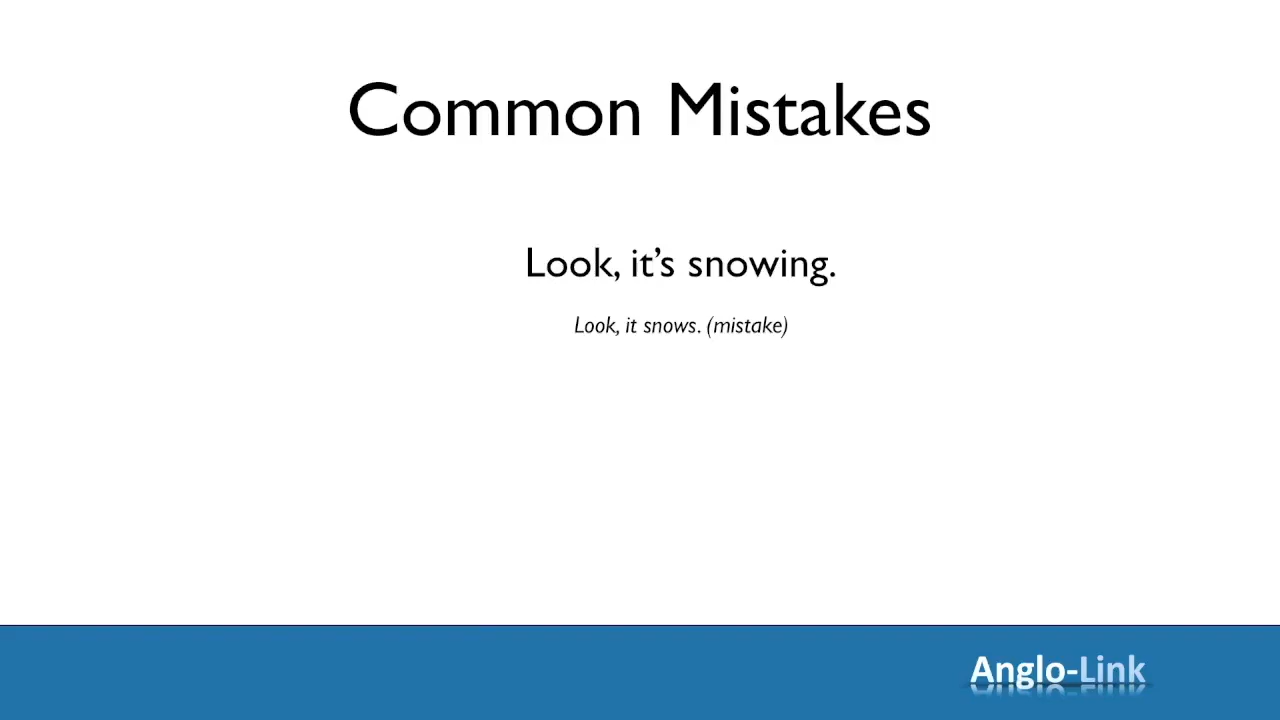 Common Mistakes
Look, it’s snowing.
Look, it snows. (mistake)
Anglo-Link